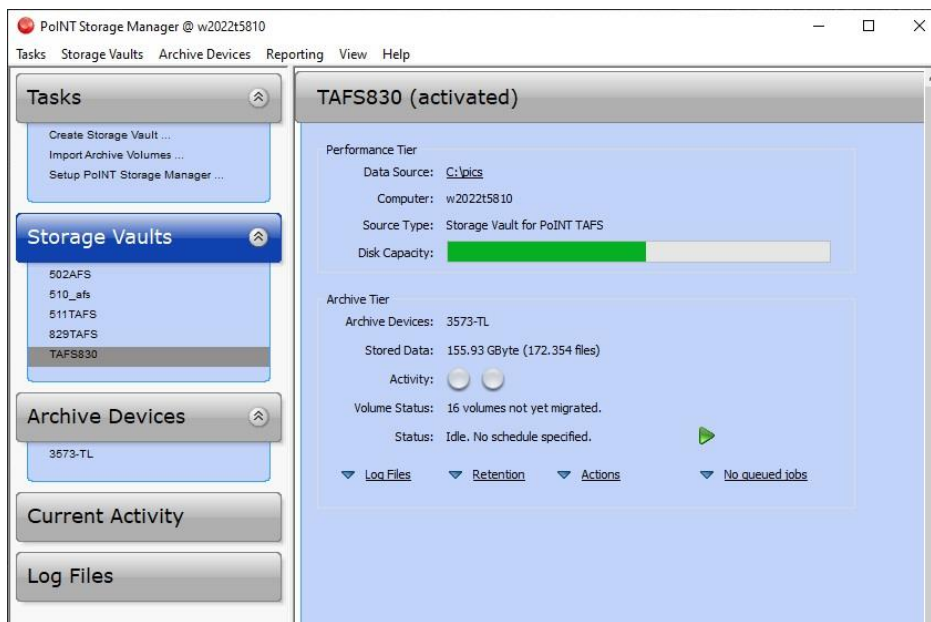 PoINT Storage Manager @ w2022t5810
Tasks Storage Vaults Archive Devices Reporting View Help
Tasks
Create Storage Vault ...
Import Archive Volumes ...
Setup PoINT Storage Manager ...
Storage Vaults
502AFS
510_afs
511TAFS
829TAFS
TAFS830
Archive Devices
3573-TL
Current Activity
Log Files
TAFS830 (activated)
Performance Tier
Data Source: C:\pics
Computer: w2022t5810
Source Type: Storage Vault for PoINT TAFS
Disk Capacity:
Archive Tier
Archive Devices: 3573-TL
Stored Data: 155.93 GByte (172.354 files)
Activity:
Volume Status: 16 volumes not yet migrated.
Status: Idle. No schedule specified.
Log Files Retention Actions No queued jobs